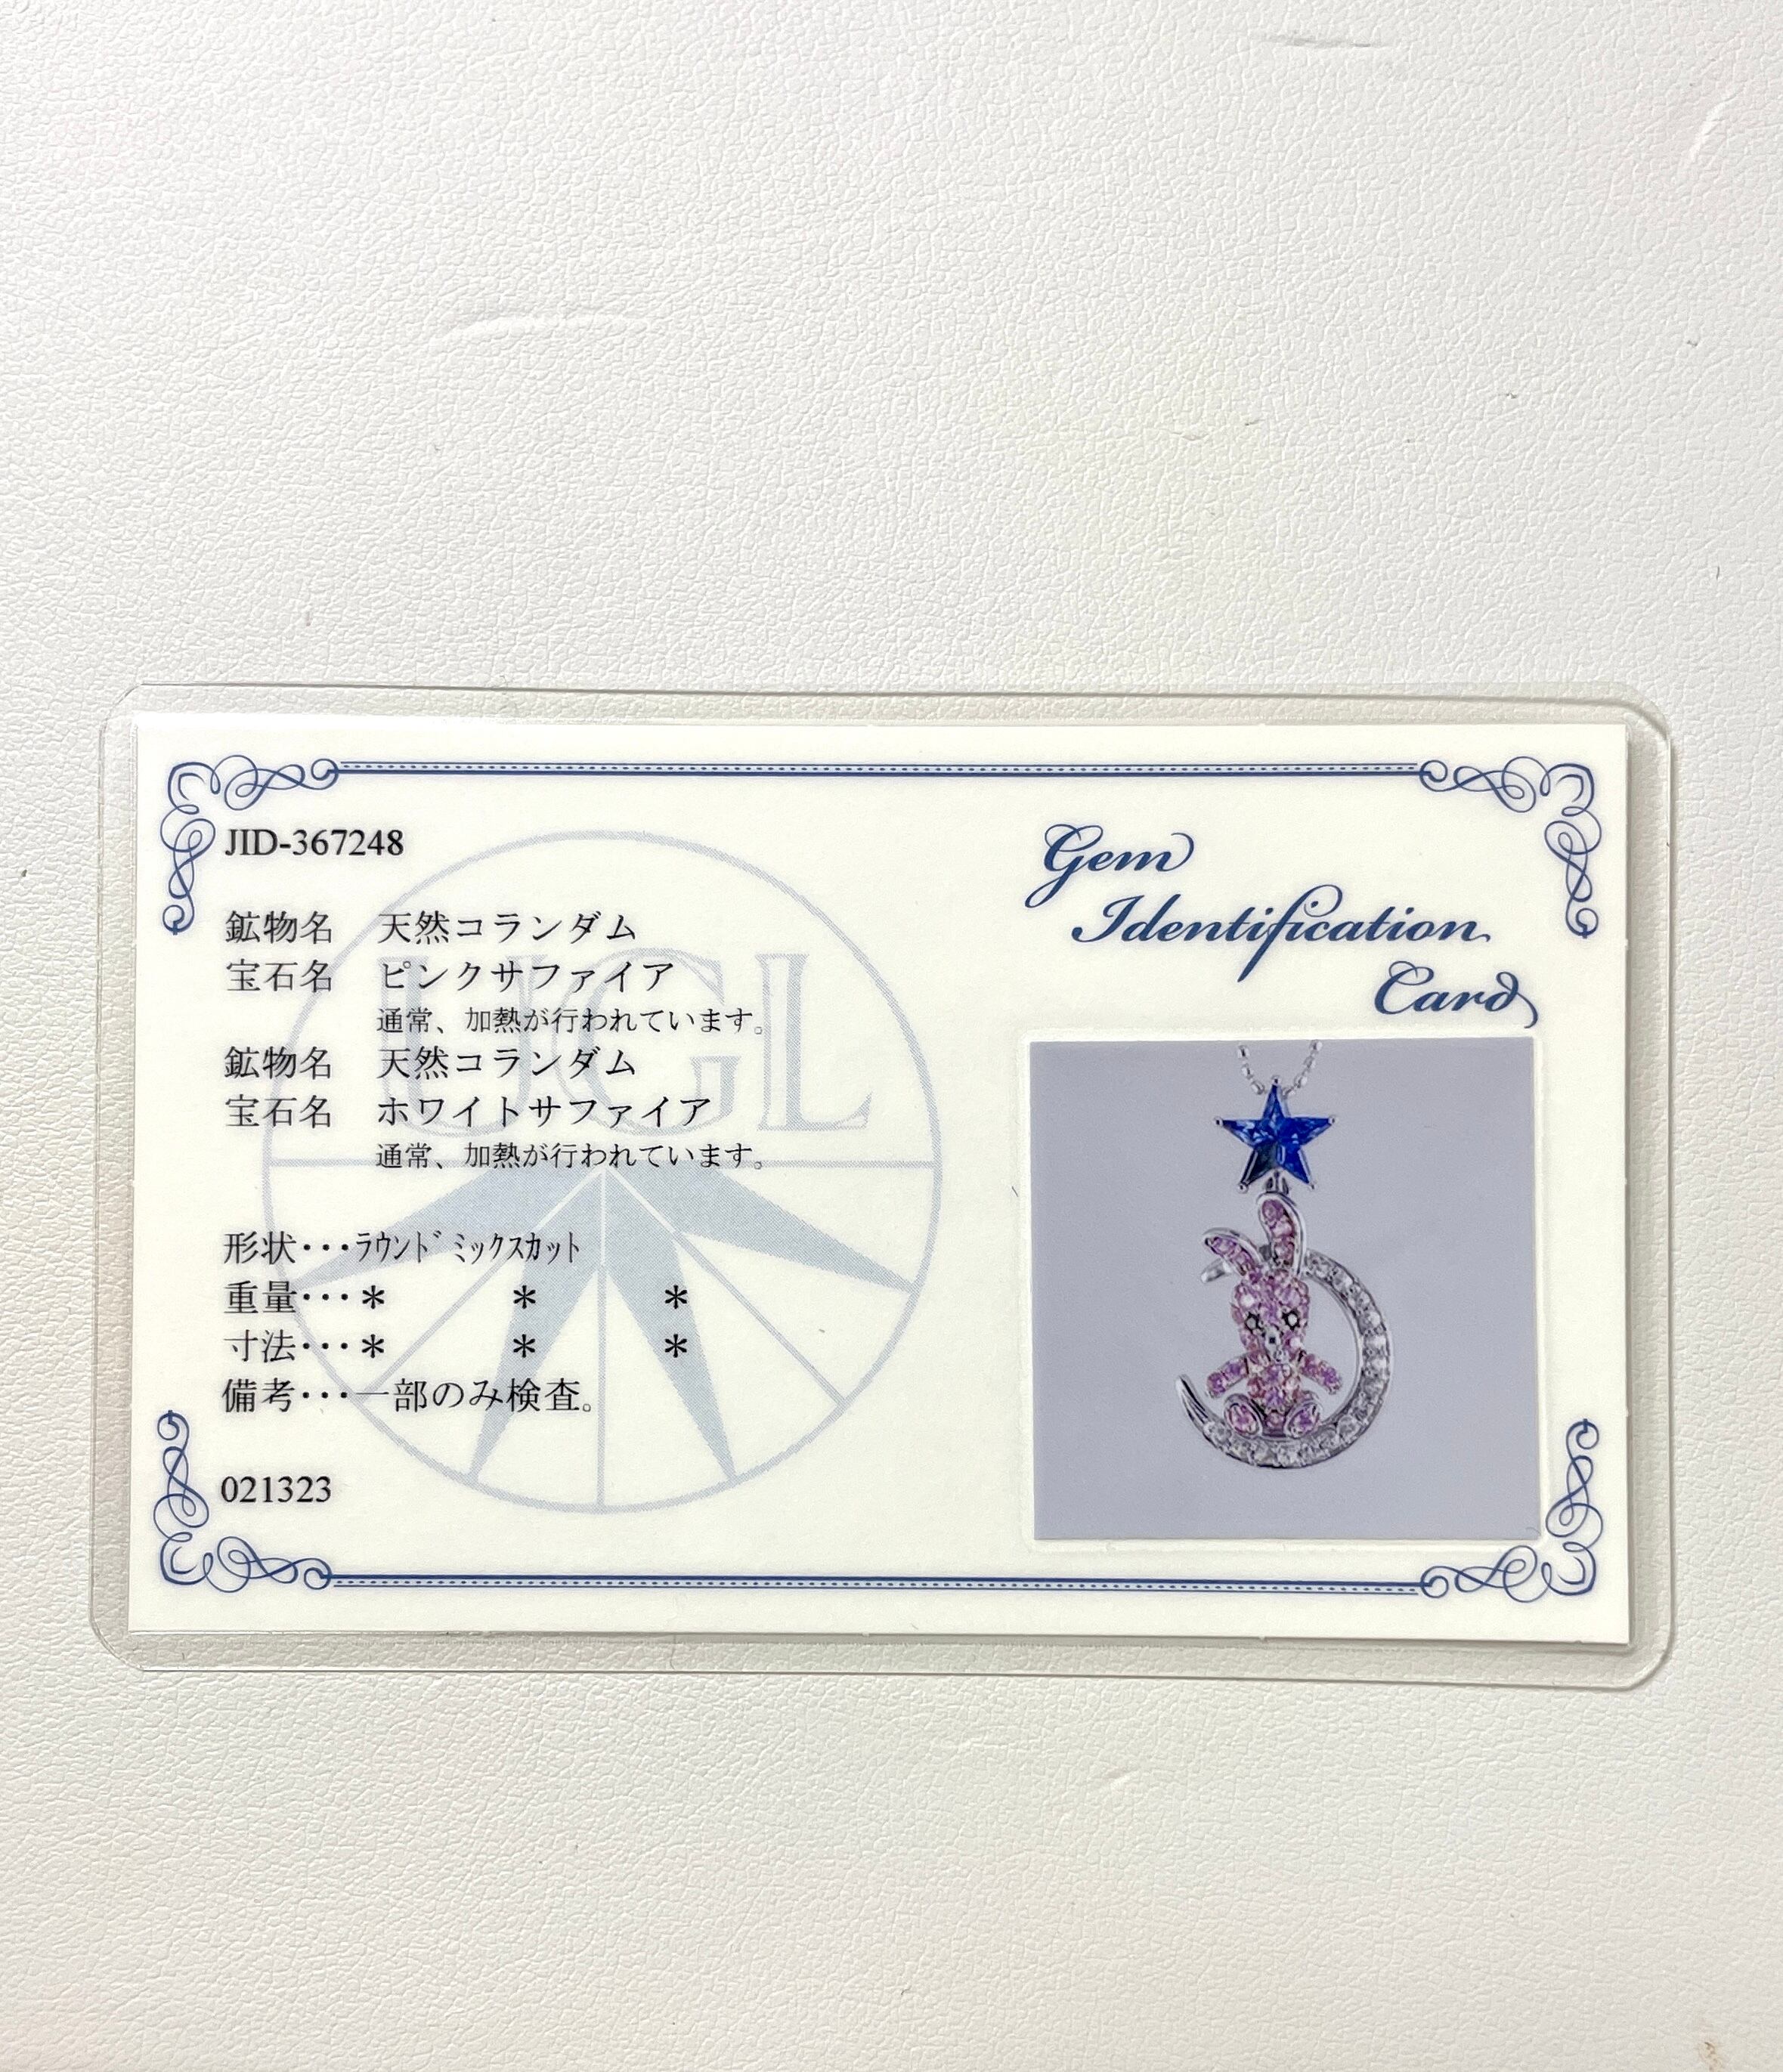 JID-367248
鉱物名　天然コランダム
宝石名　ピンクサファイア
通常、加熱が行われています。
鉱物名　天然コランダム
宝石名　ホワイトサファイア
通常、加熱が行われています。
形状･･･ﾗｳﾝﾄﾞﾐックスカット
重量･･･＊　＊　＊
寸法･･･＊　＊　＊
備考･･･一部のみ検査。
021323
UGL
Gem
Identification
Card